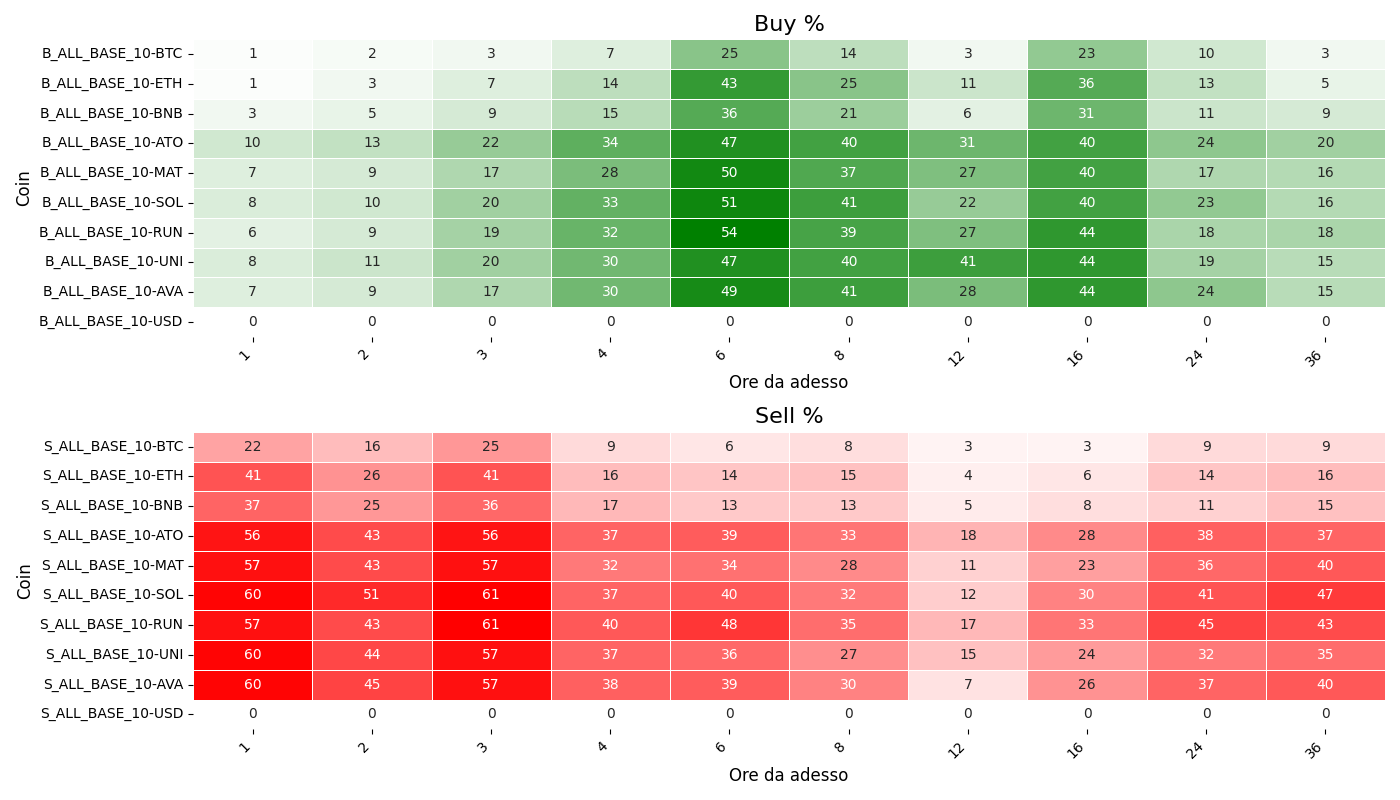 Buy %
Coin
B_ALL_BASE_10-BTC 1 2 3 7 25 14 3 23 10 3
B_ALL_BASE_10-ETH 1 3 7 14 43 25 11 36 13 5
B_ALL_BASE_10-BNB 3 5 9 15 36 21 6 31 11 9
B_ALL_BASE_10-ATO 10 13 22 34 47 40 31 40 24 20
B_ALL_BASE_10-MAT 7 9 17 28 50 37 27 40 17 16
B_ALL_BASE_10-SOL 8 10 20 33 51 41 22 40 23 16
B_ALL_BASE_10-RUN 6 9 19 32 54 39 27 44 18 18
B_ALL_BASE_10-UNI 8 11 20 30 47 40 41 44 19 15
B_ALL_BASE_10-AVA 7 9 17 30 49 41 28 44 24 15
B_ALL_BASE_10-USD 0 0 0 0 0 0 0 0 0 0
1 2 3 4 6 8 12 16 24 36
Ore da adesso
Sell %
Coin
S_ALL_BASE_10-BTC 22 16 25 9 6 8 3 3 9 9
S_ALL_BASE_10-ETH 41 26 41 16 14 15 4 6 14 16
S_ALL_BASE_10-BNB 37 25 36 17 13 13 5 8 11 15
S_ALL_BASE_10-ATO 56 43 56 37 39 33 18 28 38 37
S_ALL_BASE_10-MAT 57 43 57 32 34 28 11 23 36 40
S_ALL_BASE_10-SOL 60 51 61 37 40 32 12 30 41 47
S_ALL_BASE_10-RUN 57 43 61 40 48 35 17 33 45 43
S_ALL_BASE_10-UNI 60 44 57 37 36 27 15 24 32 35
S_ALL_BASE_10-AVA 60 45 57 38 39 30 7 26 37 40
S_ALL_BASE_10-USD 0 0 0 0 0 0 0 0 0 0
1 2 3 4 6 8 12 16 24 36
Ore da adesso